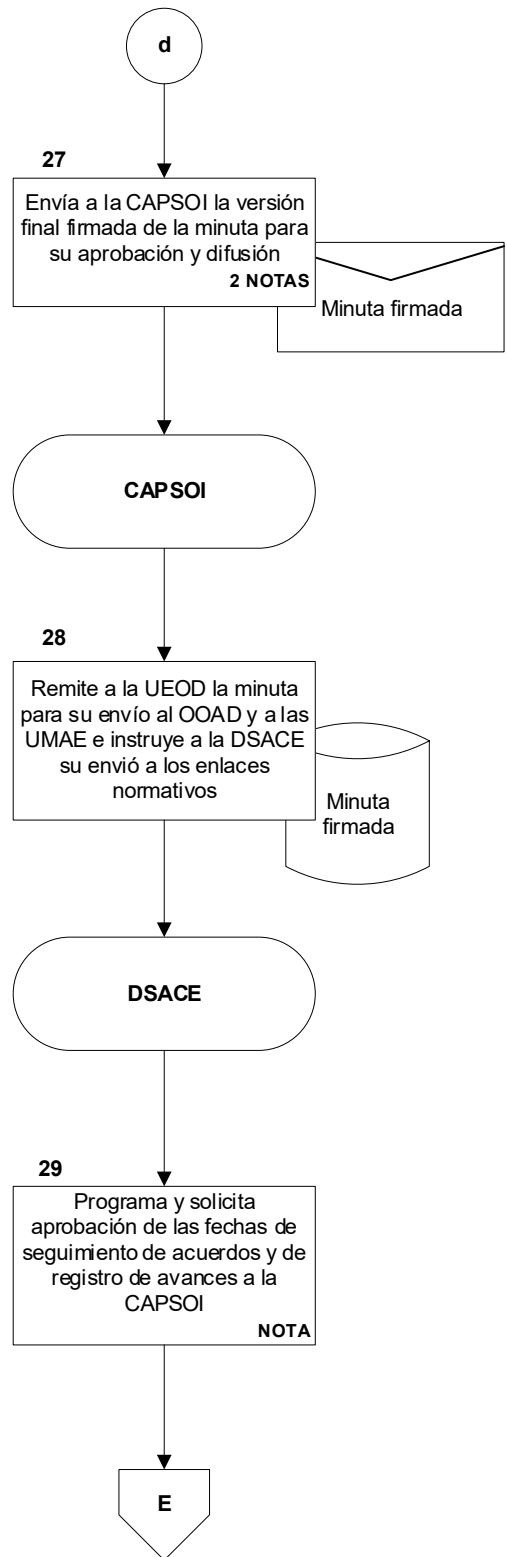 d
27
Envía a la CAPSOI la versión
final firmada de la minuta para
su aprobación y difusión
2 NOTAS
Minuta firmada
CAPSOI
28
Remite a la UEOD la minuta
para su envío al OOAD y a las
UMAE e instruye a la DSACE
su envió a los enlaces
normativos
Minuta
firmada
DSACE
29
Programa y solicita
aprobación de las fechas de
seguimiento de acuerdos y de
registro de avances a la
CAPSOI
NOTA
E